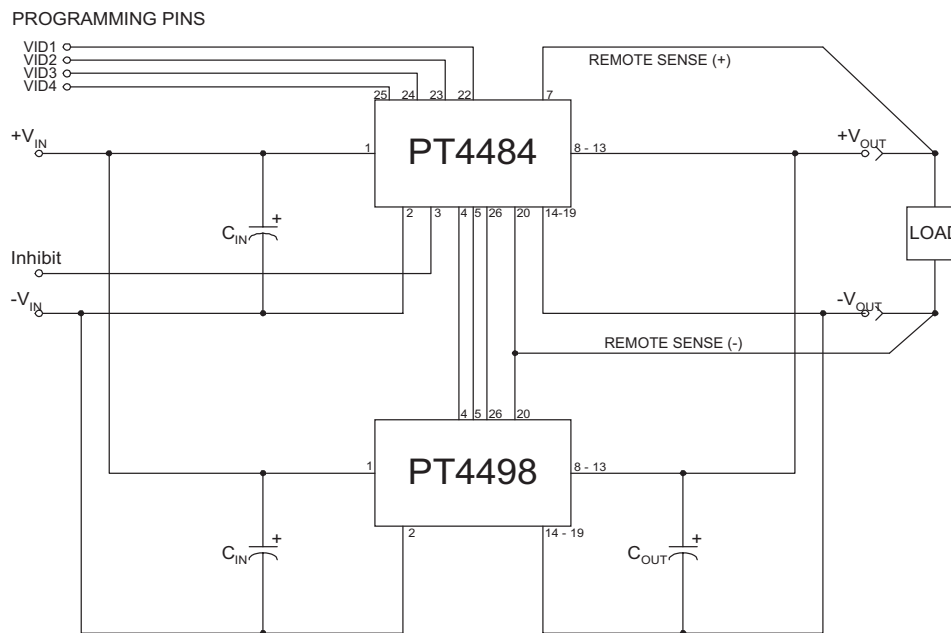 PROGRAMMING PINS
VID1
VID2
VID3
VID4
REMOTE SENSE (+)
25 24 23 22 7
+VIN
1
PT4484
8 - 13
+VOUT
2 3 4 5 26 20 14-19
CIN
+
LOAD
Inhibit
-VIN
-VOUT
REMOTE SENSE (-)
4 5 26 20
1
PT4498
8 - 13
2
14 - 19
CIN
+
COUT
+